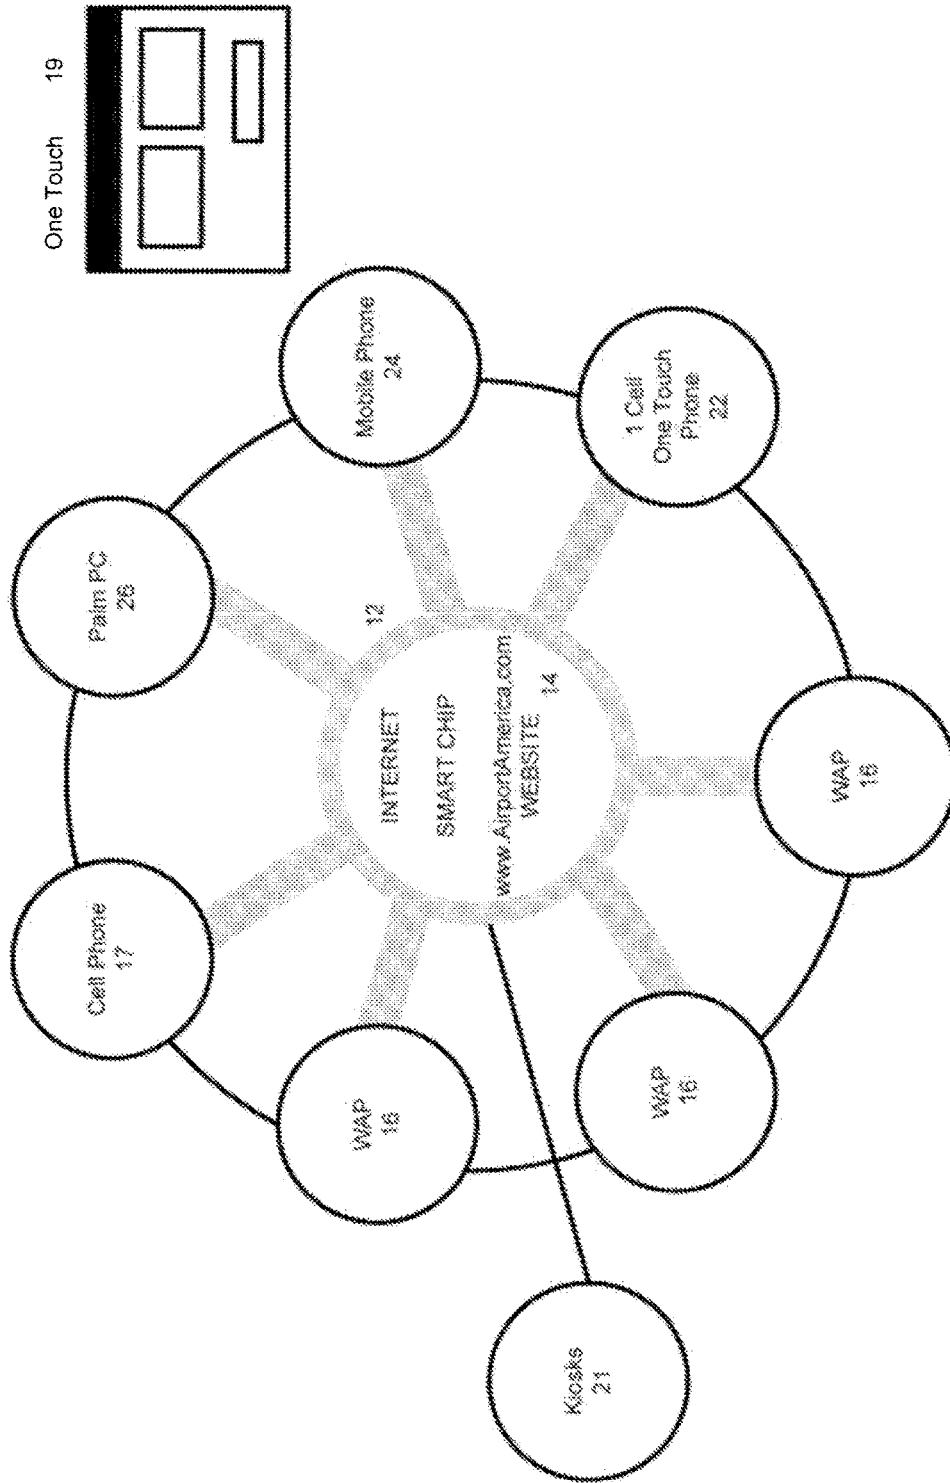 One Touch 19
Cell Phone
17
Palm PC
26
WAP
16
Mobile Phone
24
12
INTERNET
SMART CHIP
www.AirportAmerica.com
WEBSITE
14
Kiosks
21
WAP
16
1 Cell
One Touch
Phone
22
WAP
16